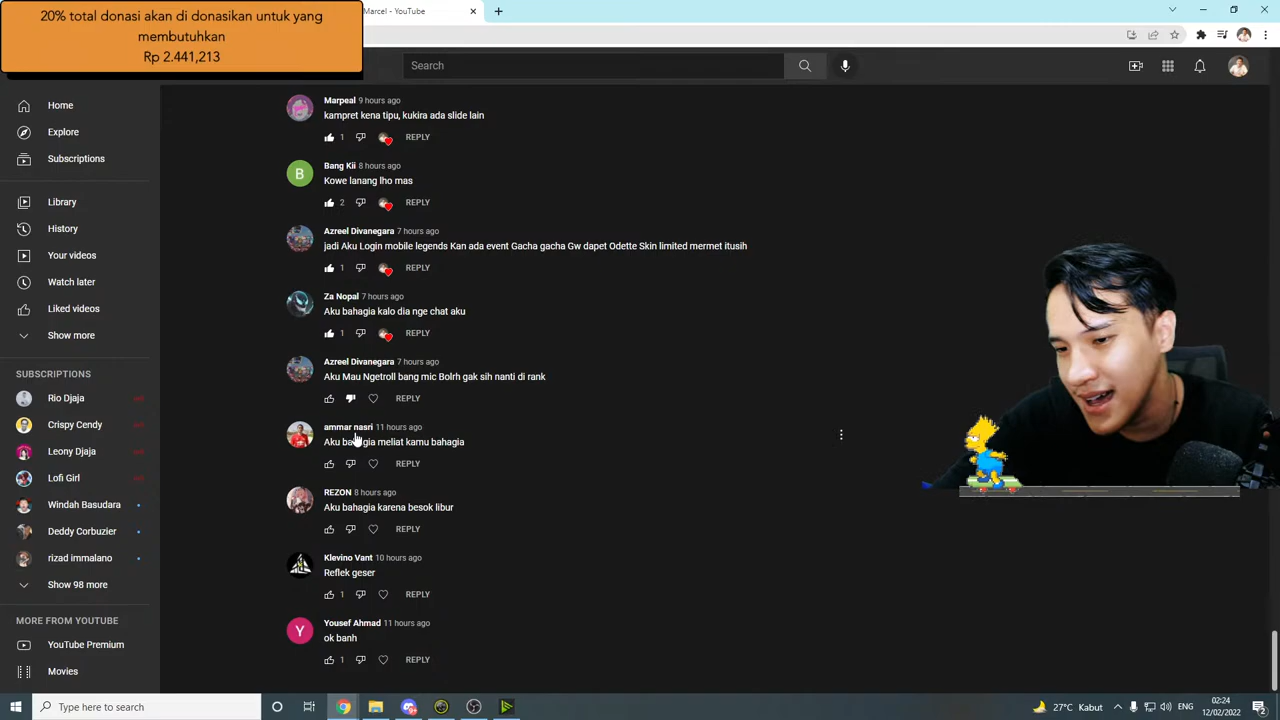 20% total donasi akan di donasikan untuk yang
membutuhkan
Rp 2.441,213
Marcel - YouTube
Search
Home
Explore
Subscriptions
Library
History
Your videos
Watch later
Liked videos
Show more
SUBSCRIPTIONS
Rio Djaja
Crispy Cendy
Leony Djaja
Lofi Girl
Windah Basudara
Deddy Corbuzier
rizad immalano
Show 98 more
MORE FROM YOUTUBE
YouTube Premium
Movies
Marpeal 9 hours ago
kampret kena tipu, kukira ada slide lain
1 REPLY
Bang Kii 8 hours ago
B
Kowe lanang lho mas
2 REPLY
Azreel Divanegara 7 hours ago
jadi Aku Login mobile legends Kan ada event Gacha gacha Gw dapet Odette Skin limited mermet itusih
1 REPLY
Za Nopal 7 hours ago
Aku bahagia kalo dia nge chat aku
1 REPLY
Azreel Divanegara 7 hours ago
Aku Mau Ngetroll bang mic Bolrh gak sih nanti di rank
REPLY
ammar nasri 11 hours ago
Aku bahagia meliat kamu bahagia
REPLY
REZON 8 hours ago
Aku bahagia karena besok libur
REPLY
Klevino Vant 10 hours ago
Reflek geser
1 REPLY
Yousef Ahmad 11 hours ago
Y
ok banh
1 REPLY
Type here to search
27°C Kabut
ENG
02:24
12/02/2022
2